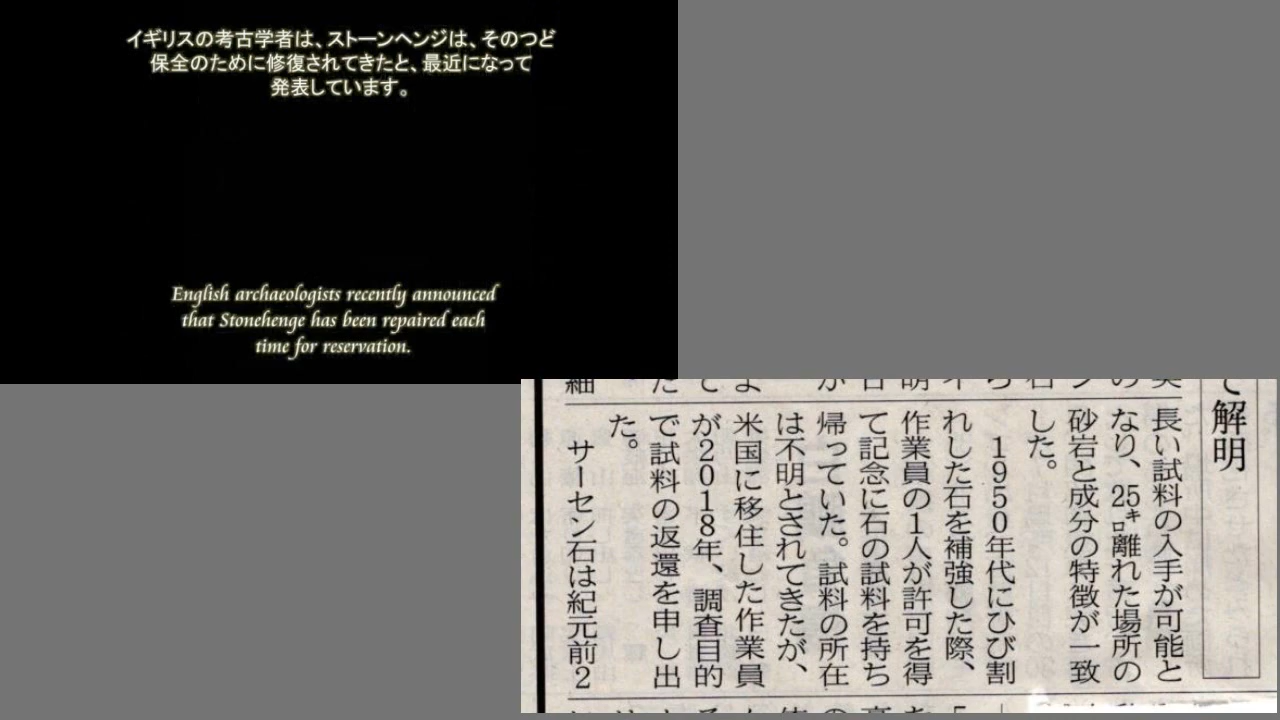 イギリスの考古学者は、ストーンヘンジは、そのつど
保全のために修復されてきたと、最近になって
発表しています。
English archaeologists recently announced
that Stonehenge has been repaired each
time for reservation.
て解明
長い試料の入手が可能と
なり、25㌔離れた場所の
砂岩と成分の特徴が一致
した。
1950年代にひび割
れした石を補強した際、
作業員の1人が許可を得
て記念に石の試料を持ち
帰っていた。試料の所在
は不明とされてきたが、
米国に移住した作業員
が2018年、調査目的
で試料の返還を申し出
た。
サーセン石は紀元前2